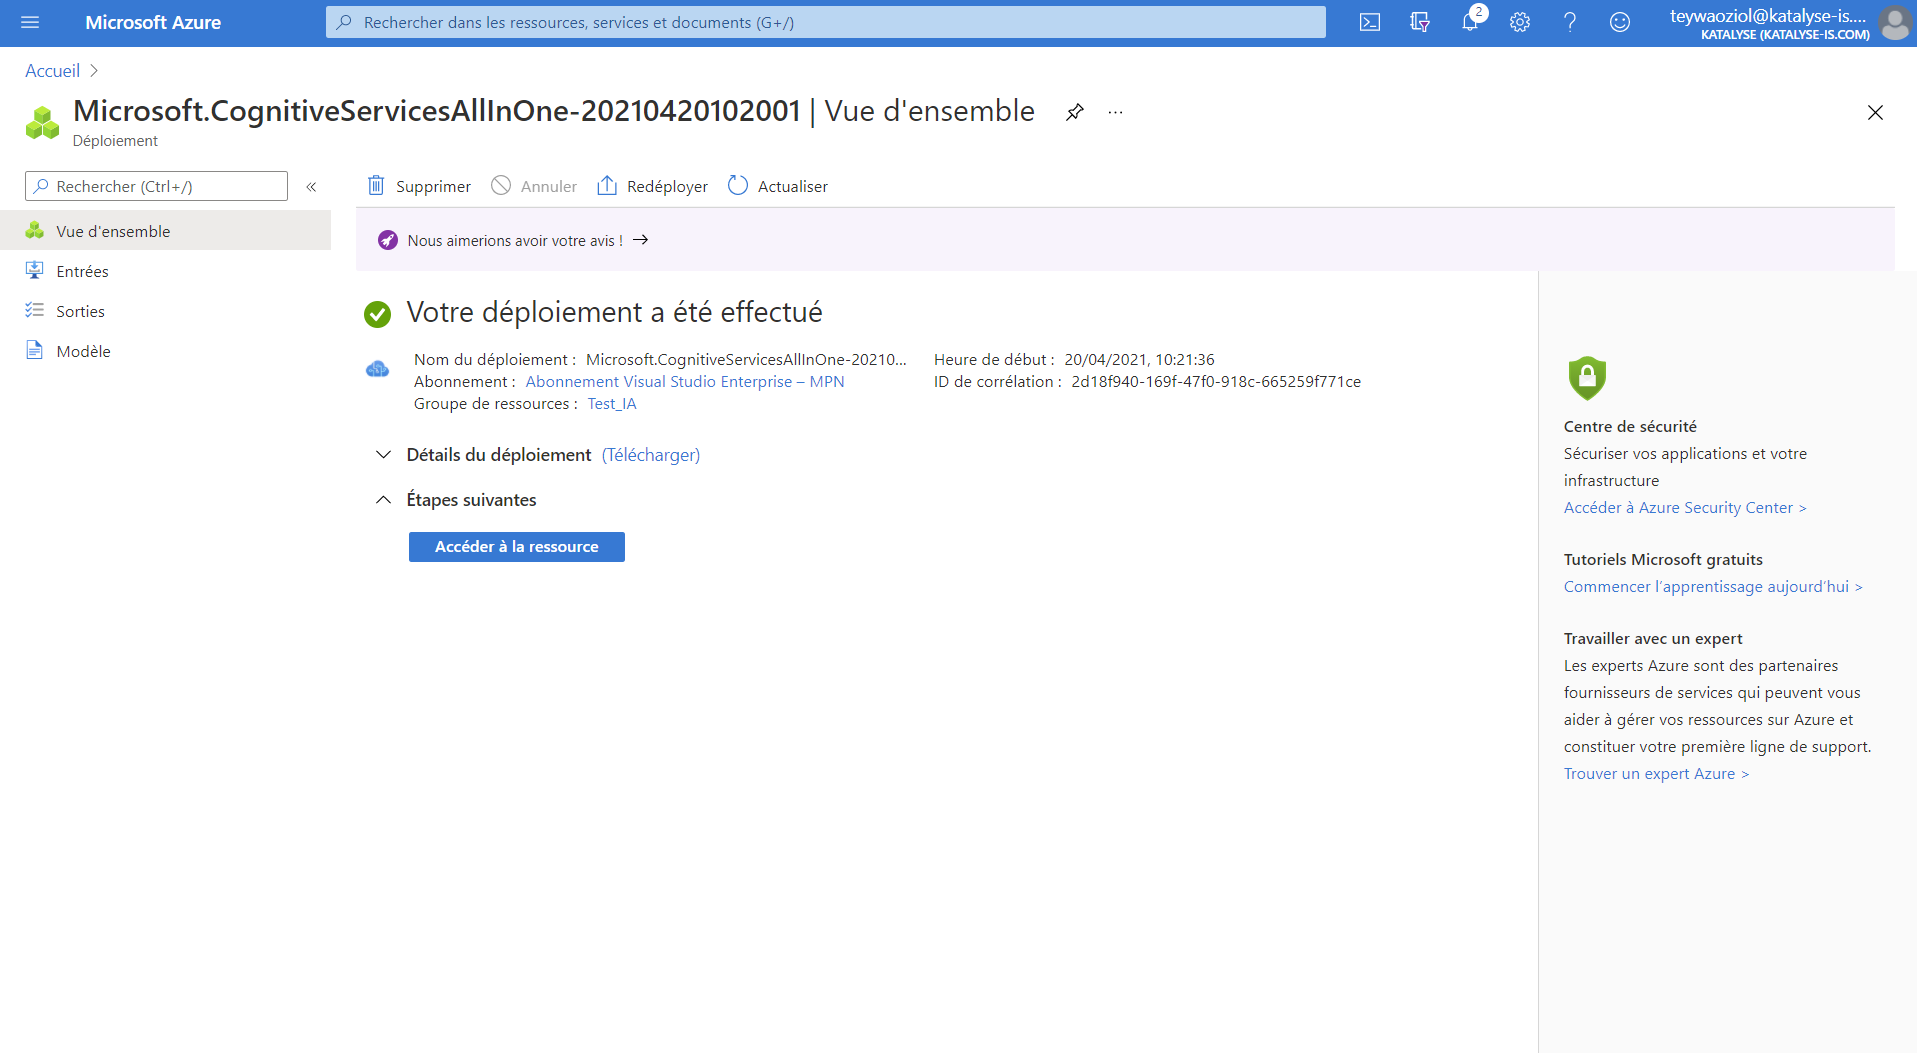 Microsoft Azure
Rechercher dans les ressources, services et documents (G+/)
2
teywaoziol@katalyse-is....
KATALYSE (KATALYSE-IS.COM)
Accueil
Microsoft.CognitiveServicesAllInOne-20210420102001 | Vue d'ensemble
Déploiement
Rechercher (Ctrl+/)
Supprimer Annuler Redéployer Actualiser
Vue d'ensemble
Entrées
Sorties
Modèle
Nous aimerions avoir votre avis ! →
Votre déploiement a été effectué
Nom du déploiement : Microsoft.CognitiveServicesAllInOne-20210...
Abonnement : Abonnement Visual Studio Enterprise – MPN
Groupe de ressources : Test_IA
Heure de début : 20/04/2021, 10:21:36
ID de corrélation : 2d18f940-169f-47f0-918c-665259f771ce
Détails du déploiement (Télécharger)
Étapes suivantes
Accéder à la ressource
Centre de sécurité
Sécuriser vos applications et votre
infrastructure
Accéder à Azure Security Center >
Tutoriels Microsoft gratuits
Commencer l’apprentissage aujourd’hui >
Travailler avec un expert
Les experts Azure sont des partenaires
fournisseurs de services qui peuvent vous
aider à gérer vos ressources sur Azure et
constituer votre première ligne de support.
Trouver un expert Azure >